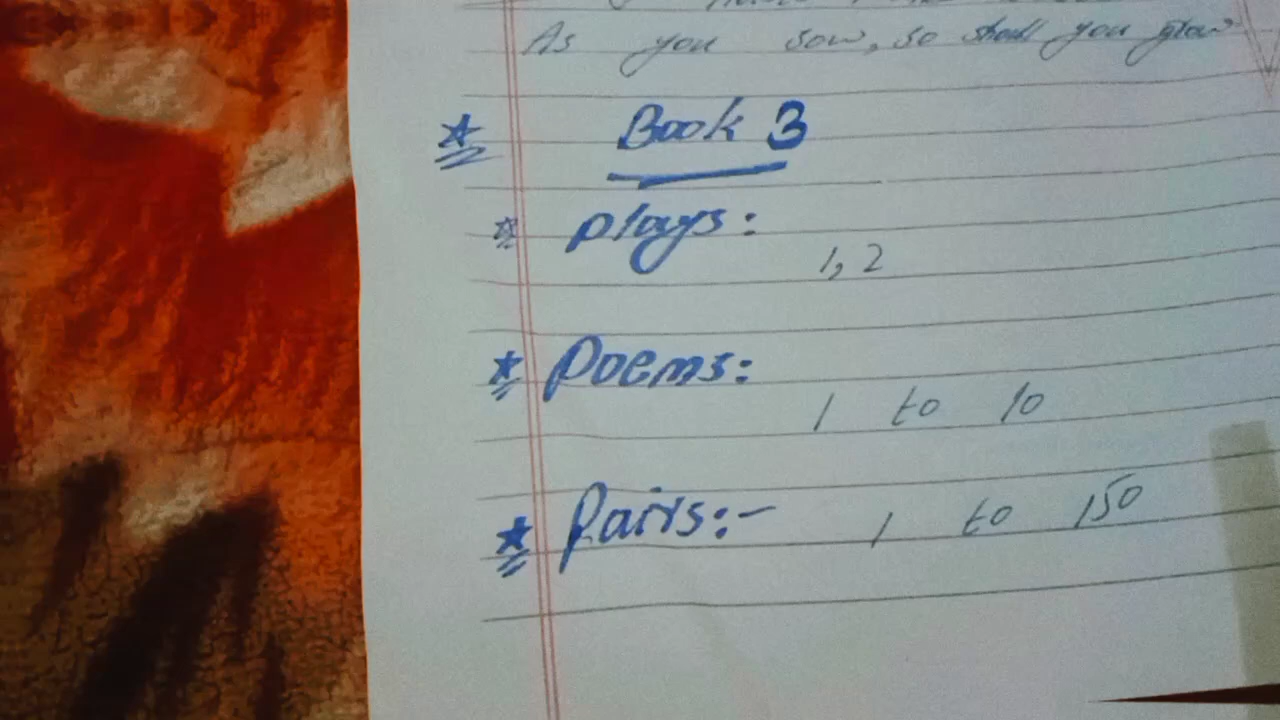 As you sow, so shall you grow
Book 3
Plays:
1, 2
Poems:
1 to 10
Pairs:- 1 to 150